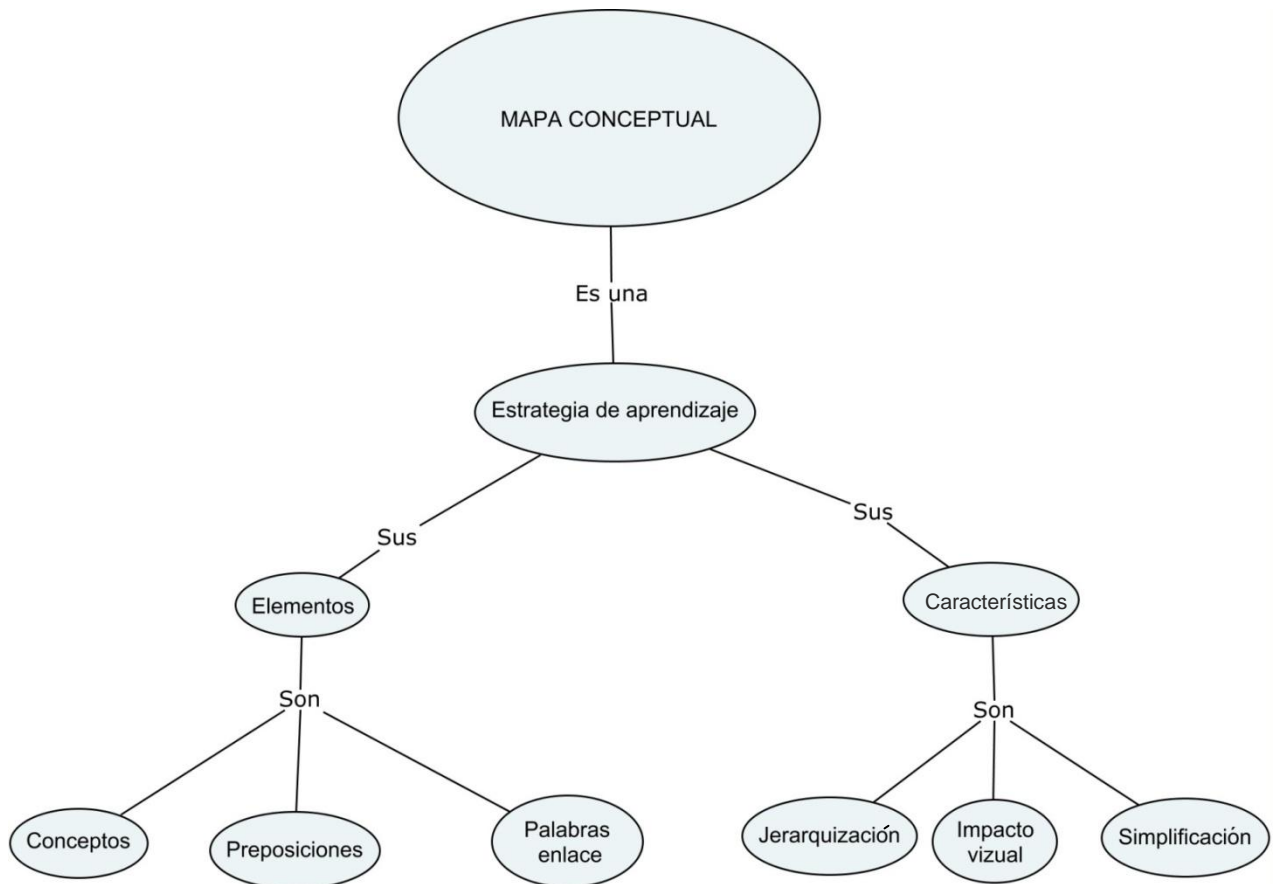 MAPA CONCEPTUAL
Es una
Estrategia de aprendizaje
Sus
Sus
Elementos
Características
Son
Son
Conceptos
Preposiciones
Palabras
enlace
Jerarquización
Impacto
vizual
Simplificación